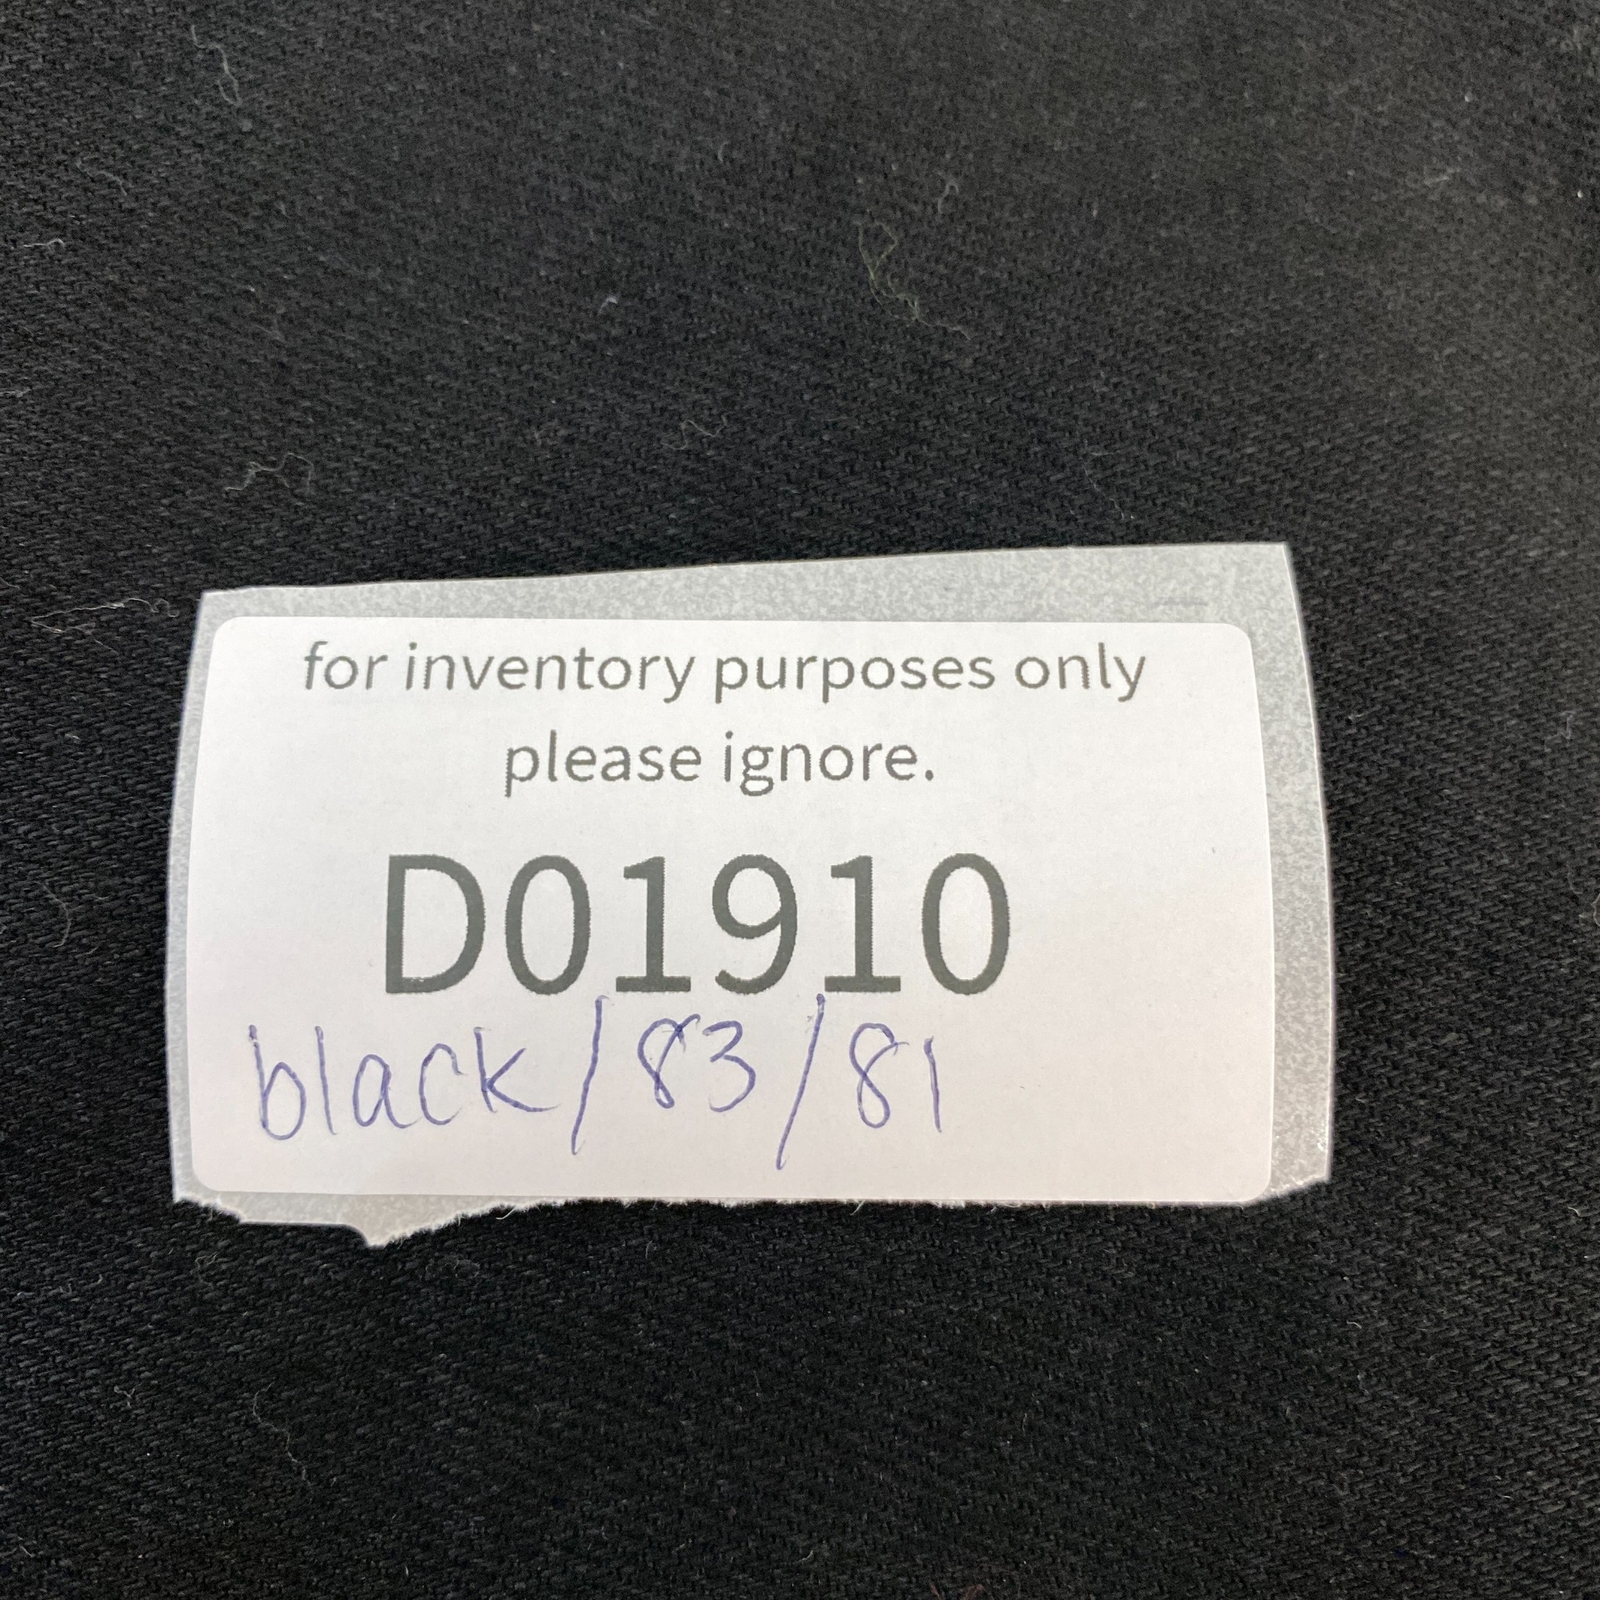 for inventory purposes only
please ignore.
D01910
black/83/81